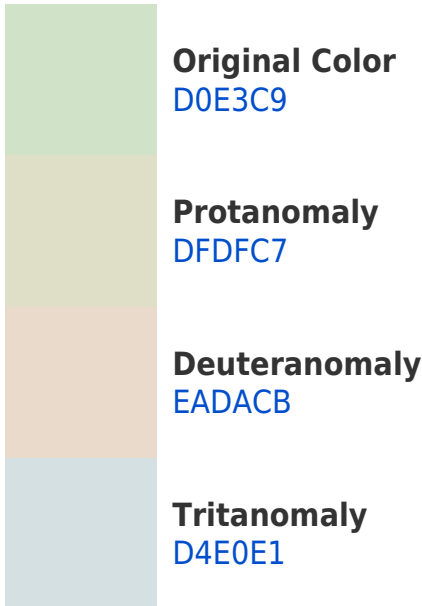 Original Color
D0E3C9
Protanomaly
DFDFC7
Deuteranomaly
EADACB
Tritanomaly
D4E0E1